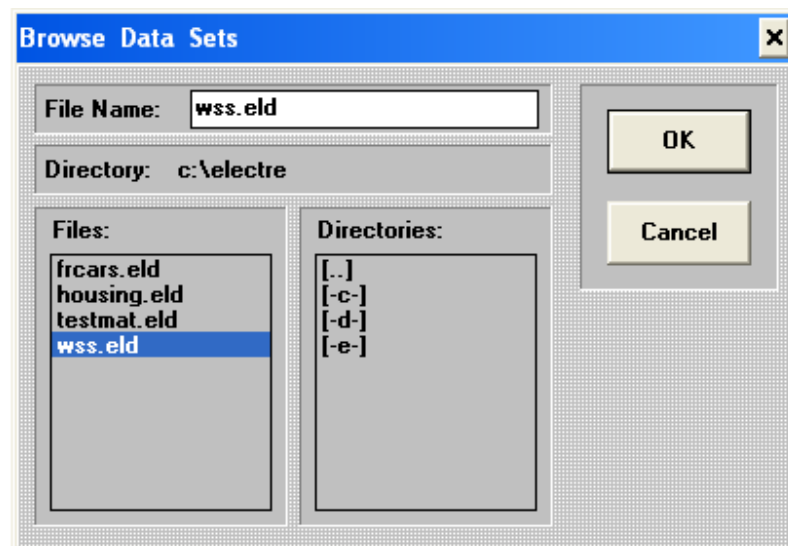 Browse Data Sets
File Name: wss.eld
Directory: c:\electre
Files:
frcars.eld
housing.eld
testmat.eld
wss.eld
Directories:
[..]
[-c-]
[-d-]
[-e-]
OK
Cancel